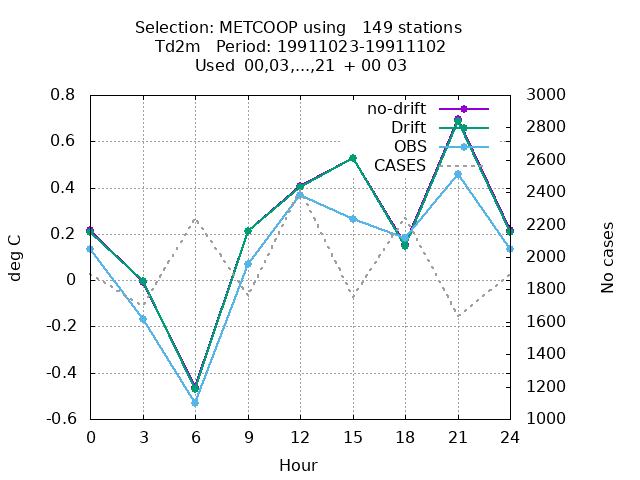 Selection: METCOOP using   149 stations
Td2m   Period: 19911023-19911102
Used  00,03,...,21  + 00 03
no-drift
Drift
OBS
CASES
0.8
0.6
0.4
0.2
0
-0.2
-0.4
-0.6
deg C
3000
2800
2600
2400
2200
2000
1800
1600
1400
1200
1000
No cases
0 3 6 9 12 15 18 21 24
Hour